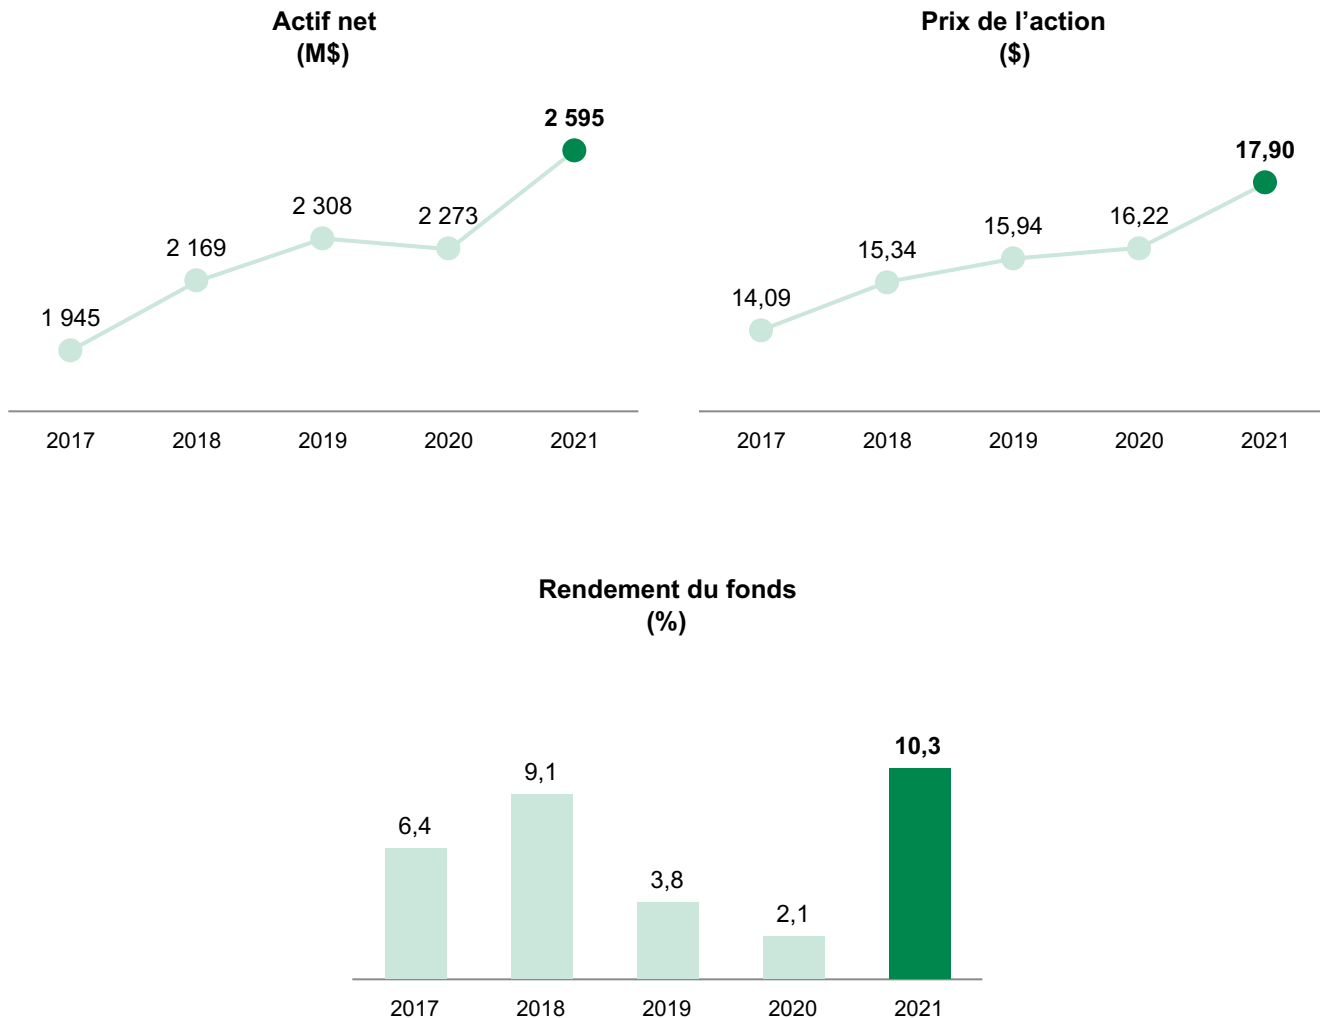 Actif net
(M$)
2 595
2 308
2 273
2 169
1 945
2017 2018 2019 2020 2021
Prix de l’action
($)
17,90
16,22
15,94
15,34
14,09
2017 2018 2019 2020 2021
Rendement du fonds
(%)
10,3
9,1
6,4
3,8
2,1
2017 2018 2019 2020 2021